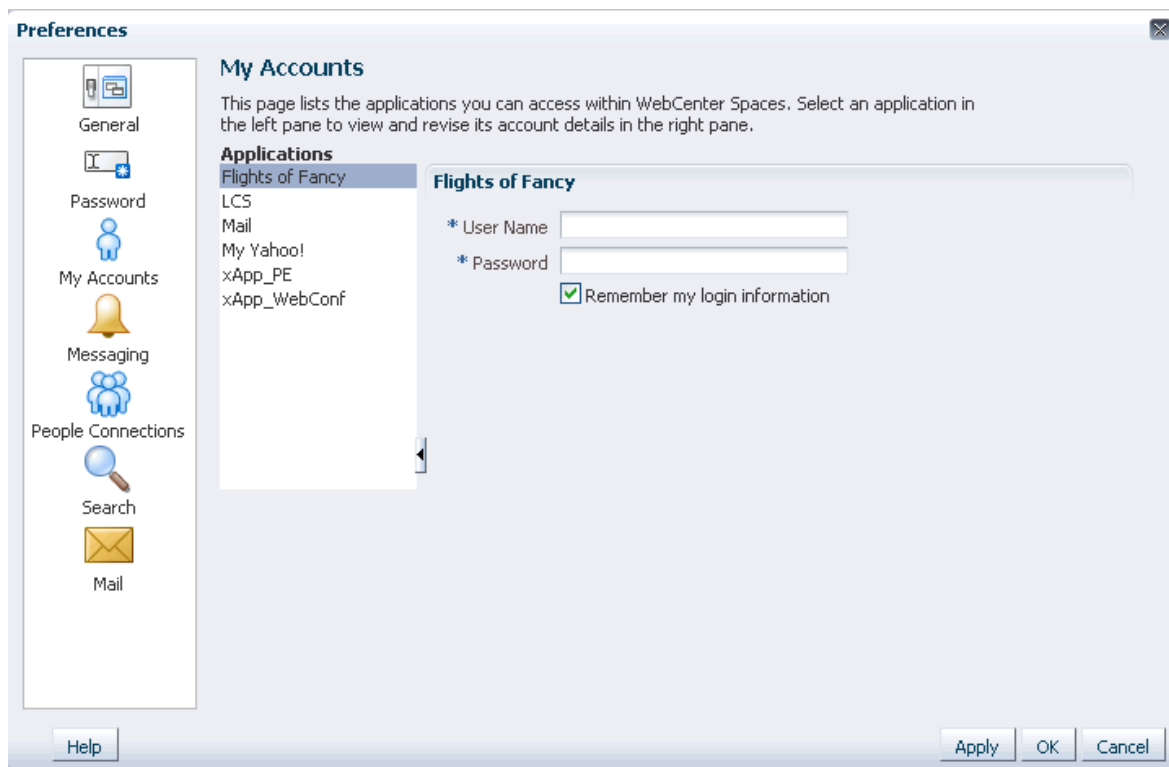 Preferences
General
Password
My Accounts
Messaging
People Connections
Search
Mail
My Accounts
This page lists the applications you can access within WebCenter Spaces. Select an application in
the left pane to view and revise its account details in the right pane.
Applications
Flights of Fancy
LCS
Mail
My Yahoo!
xApp_PE
xApp_WebConf
Flights of Fancy
* User Name
* Password
Remember my login information
Help
Apply
OK
Cancel